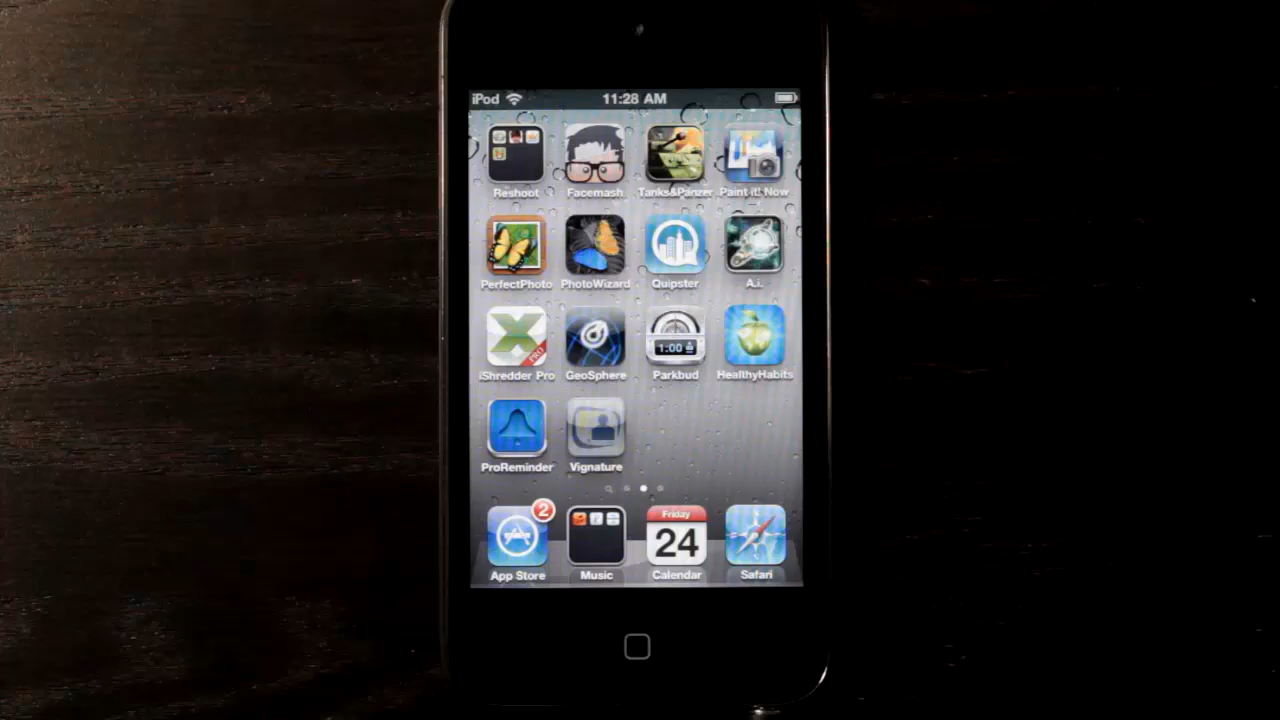 iPod 11:28 AM
Reshoot Facemash Tanks&Panzer Paint it! Now
PerfectPhoto PhotoWizard Quipster A.i.
PRO 1:00
iShredder Pro GeoSphere Parkbud HealthyHabits
ProReminder Vignature
2 Friday
24
App Store Music Calendar Safari